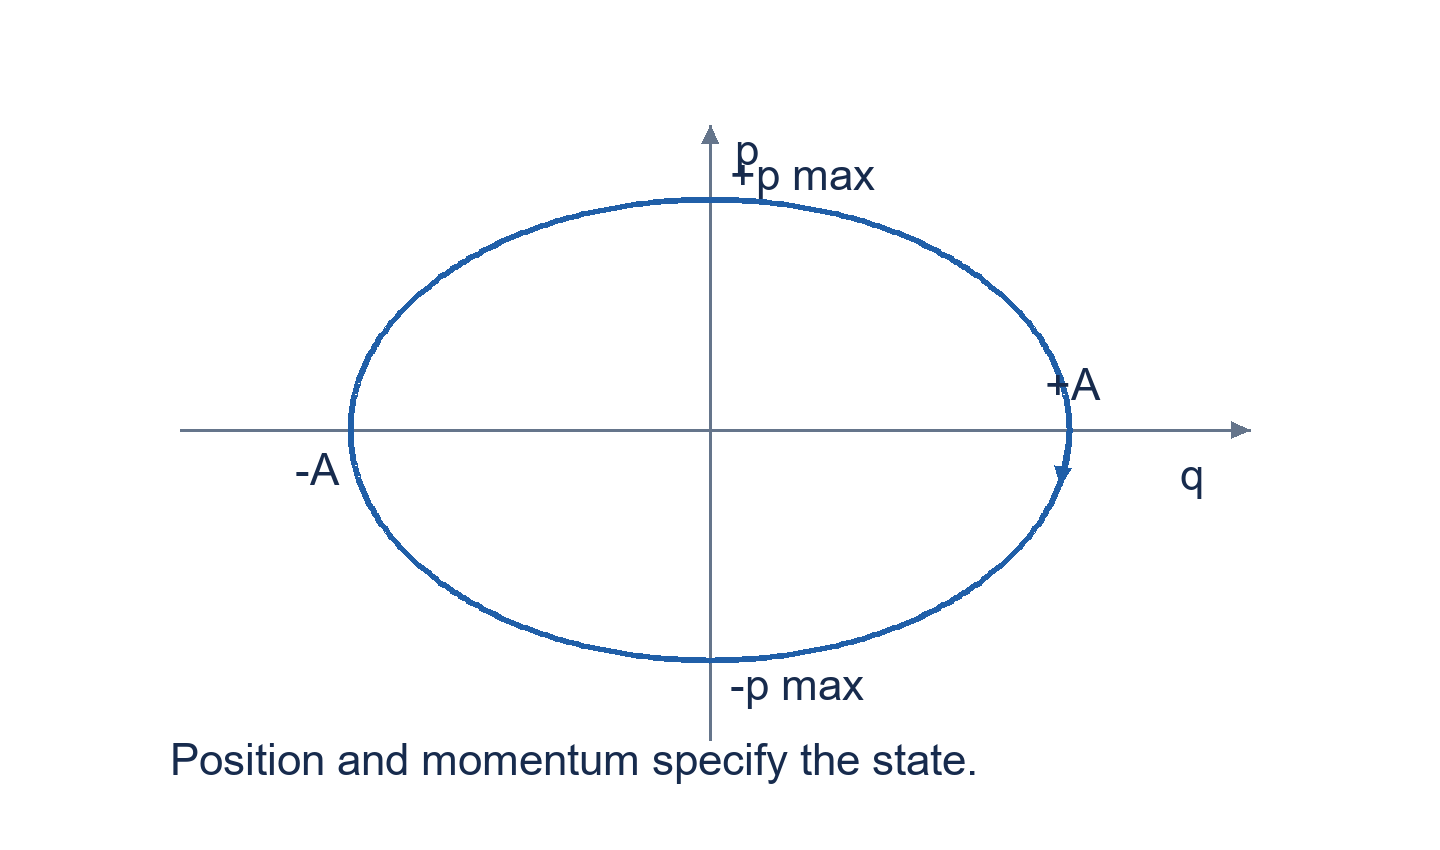 p
+p max
+A
-A
q
-p max
Position and momentum specify the state.